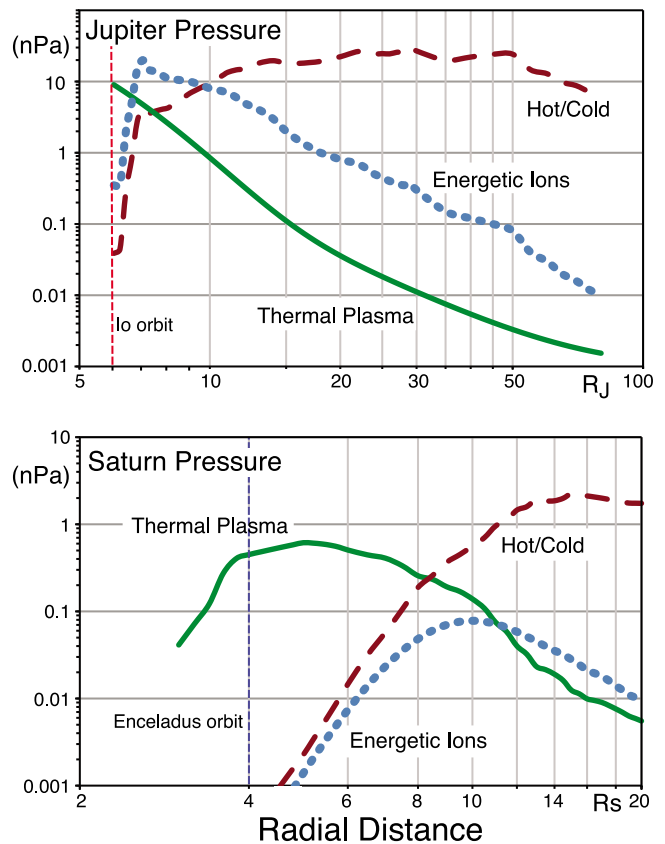 (nPa)
Jupiter Pressure
10
1
0.1
0.01
0.001
Hot/Cold
Energetic Ions
Thermal Plasma
Io orbit
5
10
20
30
50
R_J
100
10
(nPa)
Saturn Pressure
1
0.1
0.01
0.001
Thermal Plasma
Hot/Cold
Enceladus orbit
Energetic Ions
2
4
6
8
10
14
Rs
20
Radial Distance